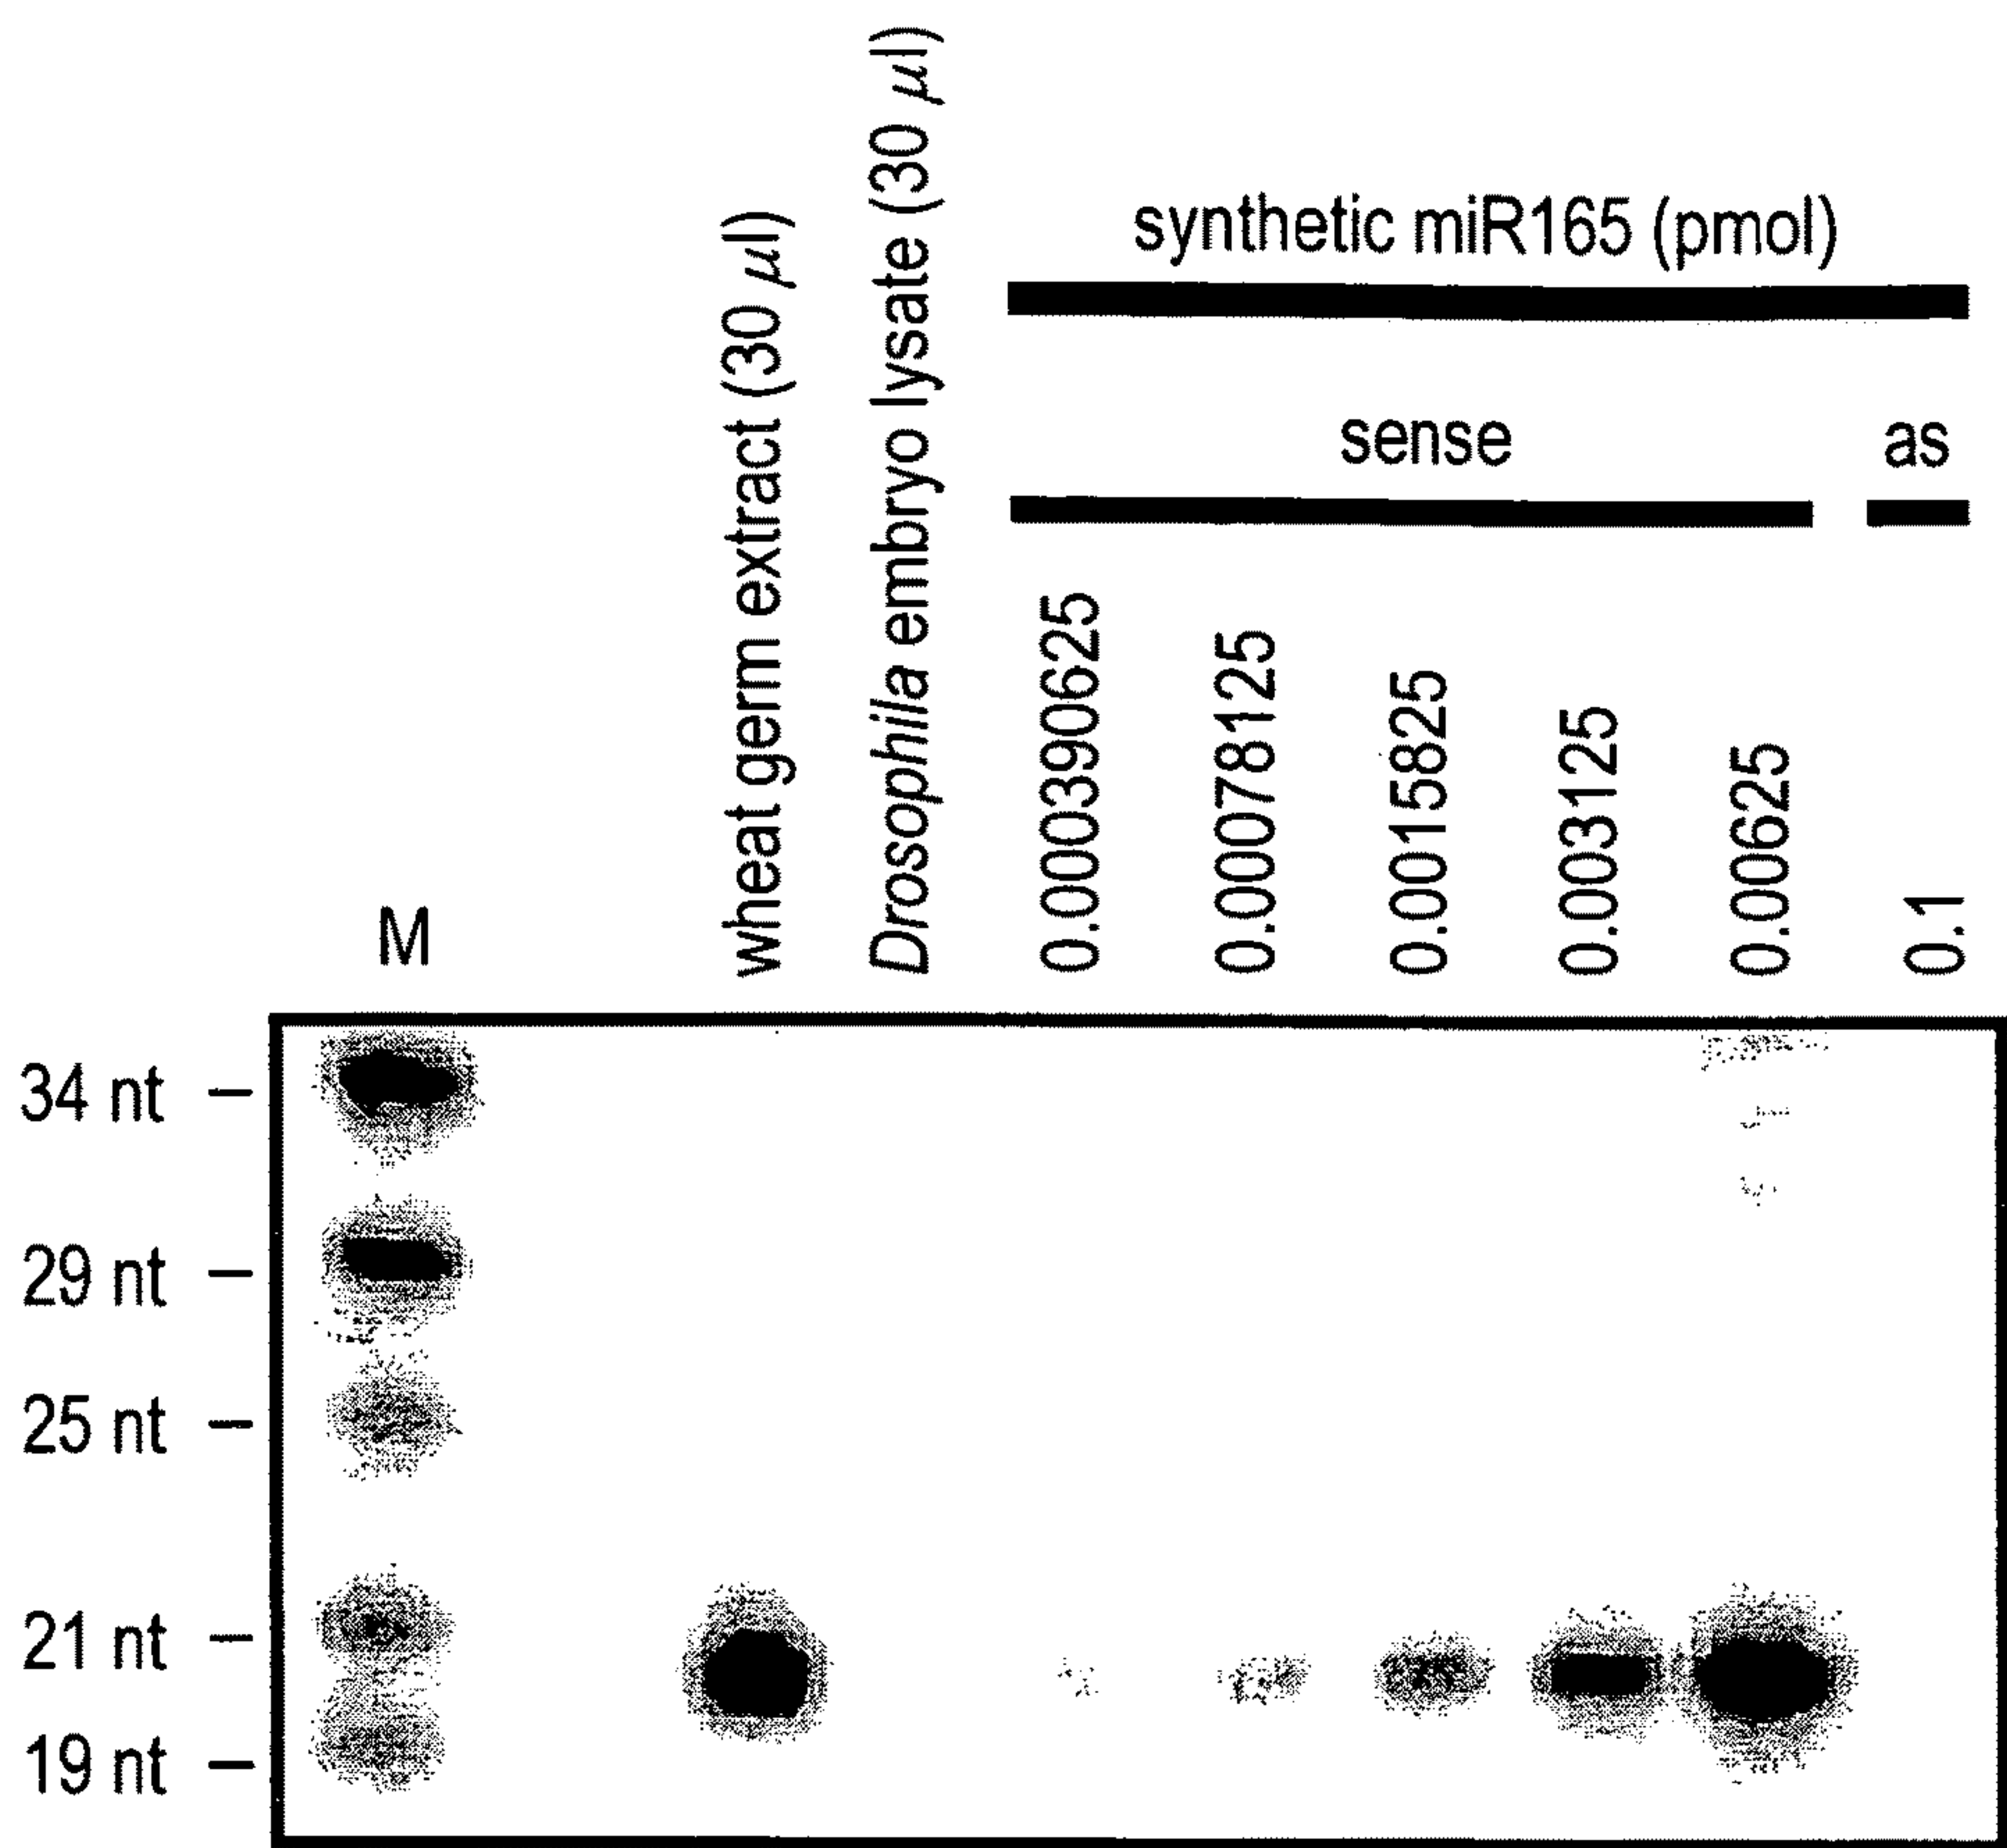 wheat germ extract (30 µl)
Drosophila embryo lysate (30 µl)
synthetic miR165 (pmol)
sense
as
0.000390625
0.00078125
0.0015825
0.003125
0.00625
0.1
M
34 nt
29 nt
25 nt
21 nt
19 nt